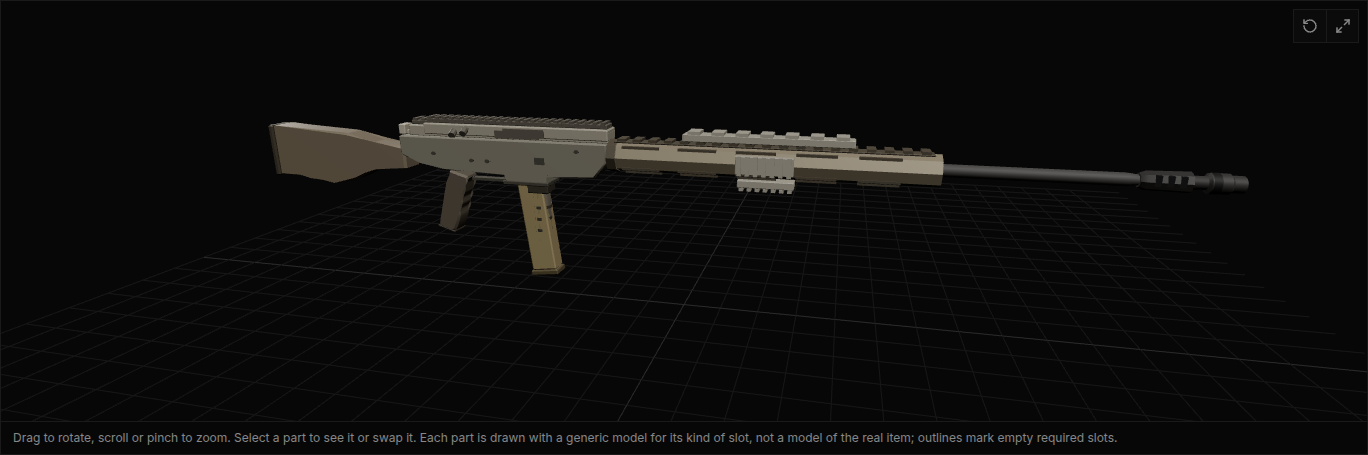 Drag to rotate, scroll or pinch to zoom. Select a part to see it or swap it. Each part is drawn with a generic model for its kind of slot, not a model of the real item; outlines mark empty required slots.